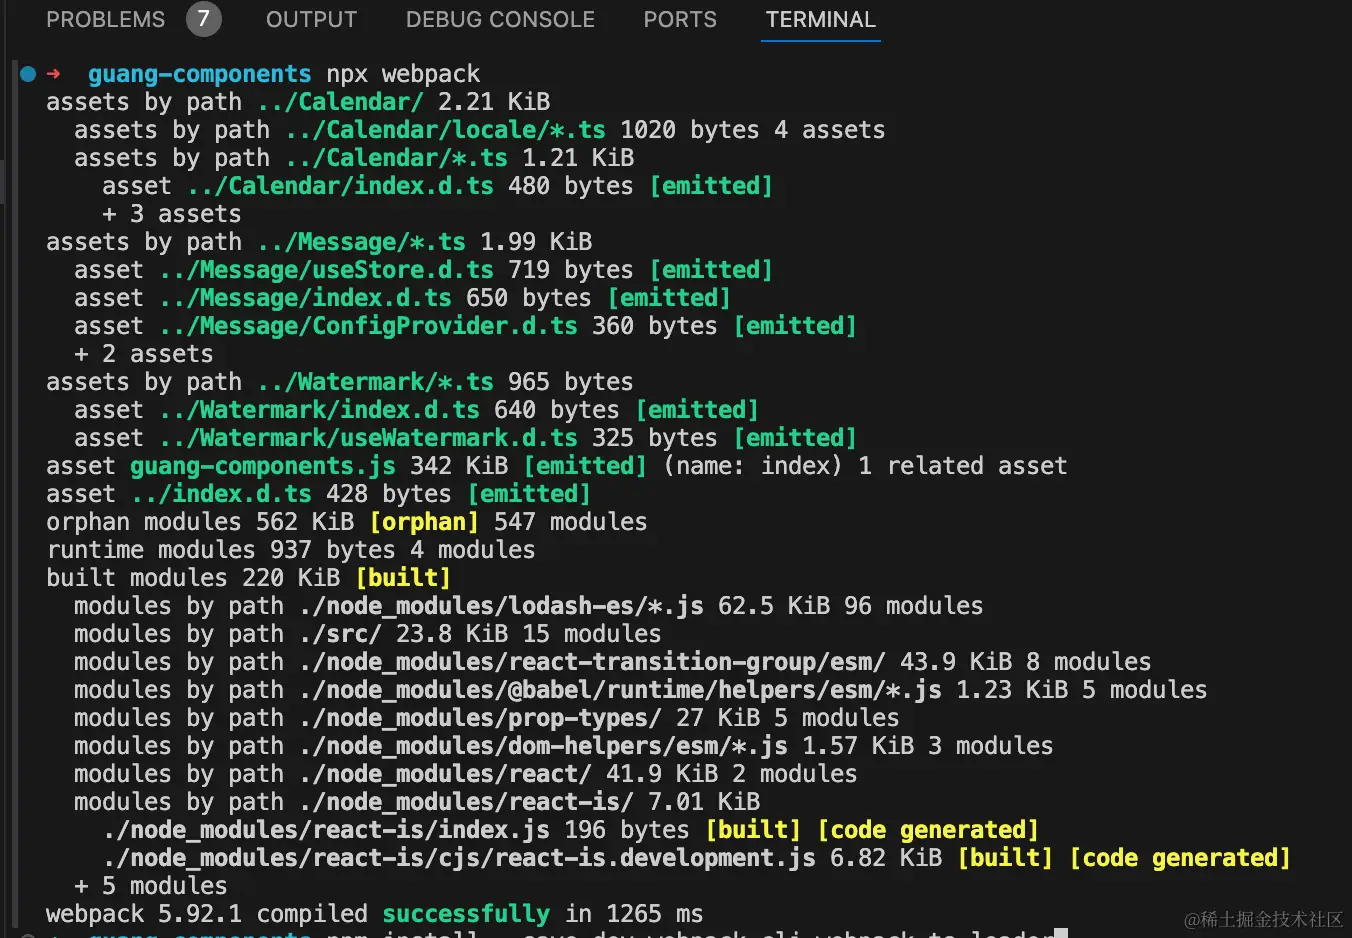 PROBLEMS 7 OUTPUT DEBUG CONSOLE PORTS TERMINAL
➜ guang-components npx webpack
assets by path ../Calendar/ 2.21 KiB
assets by path ../Calendar/locale/*.ts 1020 bytes 4 assets
assets by path ../Calendar/*.ts 1.21 KiB
asset ../Calendar/index.d.ts 480 bytes [emitted]
+ 3 assets
assets by path ../Message/*.ts 1.99 KiB
asset ../Message/useStore.d.ts 719 bytes [emitted]
asset ../Message/index.d.ts 650 bytes [emitted]
asset ../Message/ConfigProvider.d.ts 360 bytes [emitted]
+ 2 assets
assets by path ../Watermark/*.ts 965 bytes
asset ../Watermark/index.d.ts 640 bytes [emitted]
asset ../Watermark/useWatermark.d.ts 325 bytes [emitted]
asset guang-components.js 342 KiB [emitted] (name: index) 1 related asset
asset ../index.d.ts 428 bytes [emitted]
orphan modules 562 KiB [orphan] 547 modules
runtime modules 937 bytes 4 modules
built modules 220 KiB [built]
modules by path ./node_modules/lodash-es/*.js 62.5 KiB 96 modules
modules by path ./src/ 23.8 KiB 15 modules
modules by path ./node_modules/react-transition-group/esm/ 43.9 KiB 8 modules
modules by path ./node_modules/@babel/runtime/helpers/esm/*.js 1.23 KiB 5 modules
modules by path ./node_modules/prop-types/ 27 KiB 5 modules
modules by path ./node_modules/dom-helpers/esm/*.js 1.57 KiB 3 modules
modules by path ./node_modules/react/ 41.9 KiB 2 modules
modules by path ./node_modules/react-is/ 7.01 KiB
./node_modules/react-is/index.js 196 bytes [built] [code generated]
./node_modules/react-is/cjs/react-is.development.js 6.82 KiB [built] [code generated]
+ 5 modules
webpack 5.92.1 compiled successfully in 1265 ms
guang-components npm install --save-dev webpack-cli webpack ts-loader
@稀土掘金技术社区